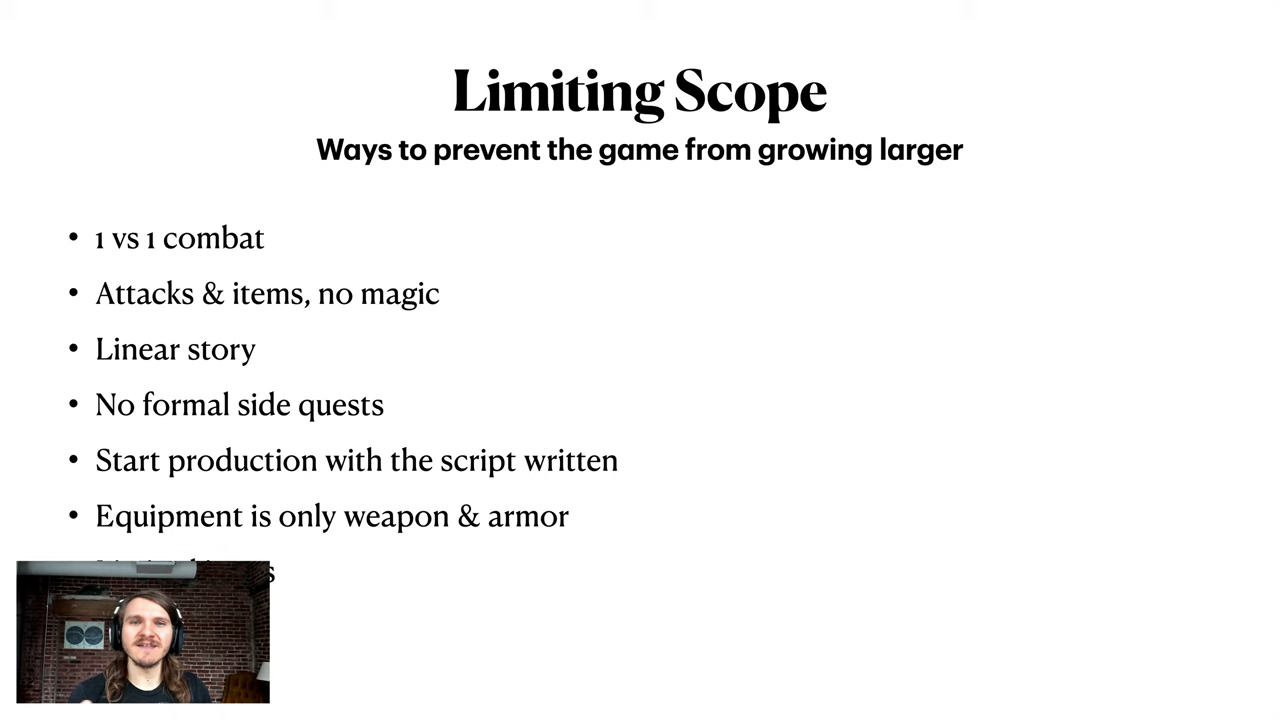 Limiting Scope
Ways to prevent the game from growing larger
• 1 vs 1 combat
• Attacks & items, no magic
• Linear story
• No formal side quests
• Start production with the script written
• Equipment is only weapon & armor